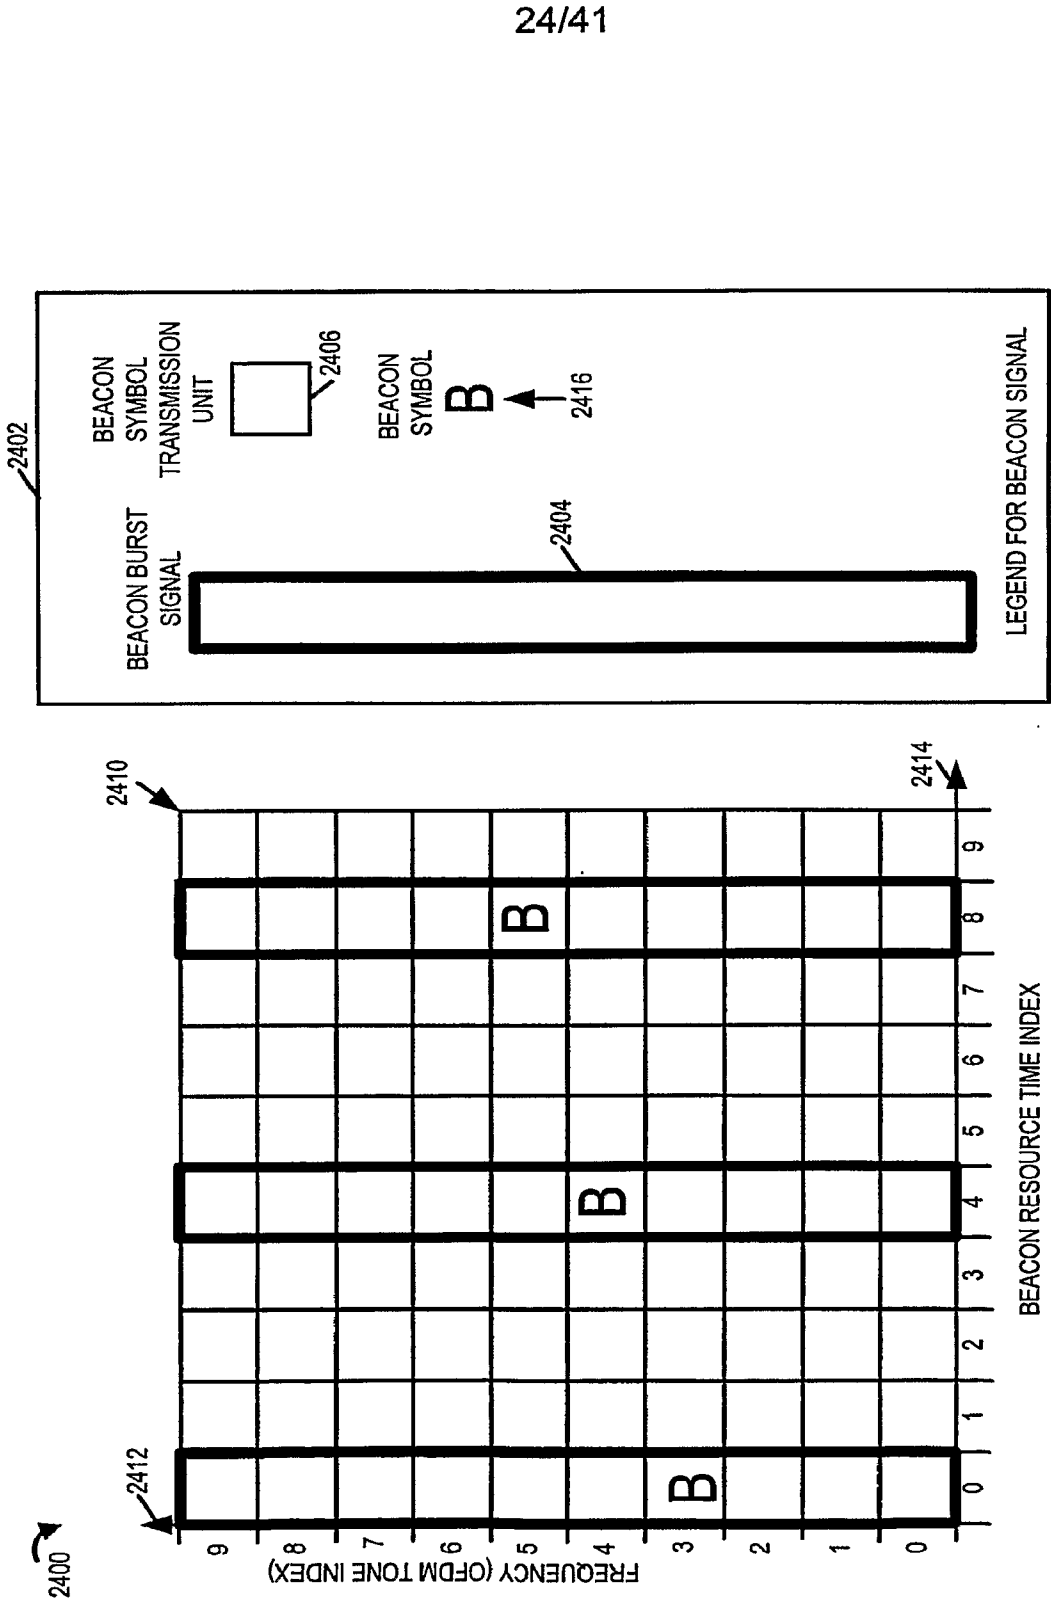 24/41
2400
2402
BEACON BURST
SIGNAL
2404
BEACON
SYMBOL
TRANSMISSION
UNIT
2406
BEACON
SYMBOL
B
2416
LEGEND FOR BEACON SIGNAL
2412
2410
FREQUENCY (OFDM TONE INDEX)
9
8
7
6
5
4
3
2
1
0
B
B
B
2414
0 1 2 3 4 5 6 7 8 9
BEACON RESOURCE TIME INDEX